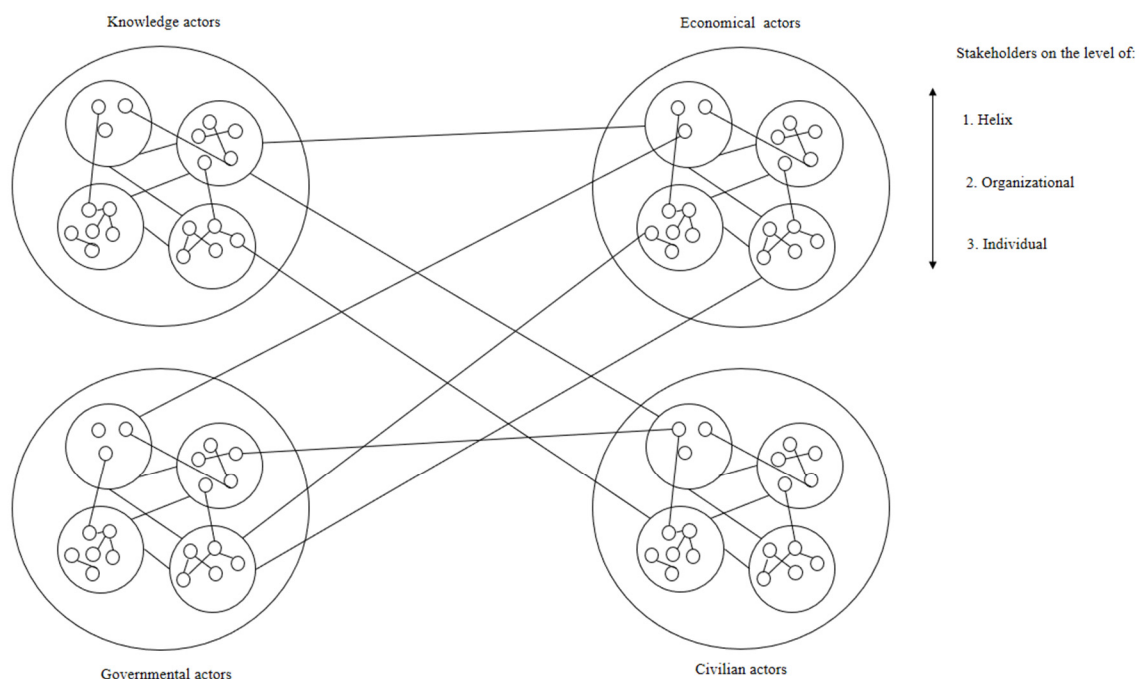 Knowledge actors
Economical actors
Stakeholders on the level of:
1. Helix
2. Organizational
3. Individual
Governmental actors
Civilian actors